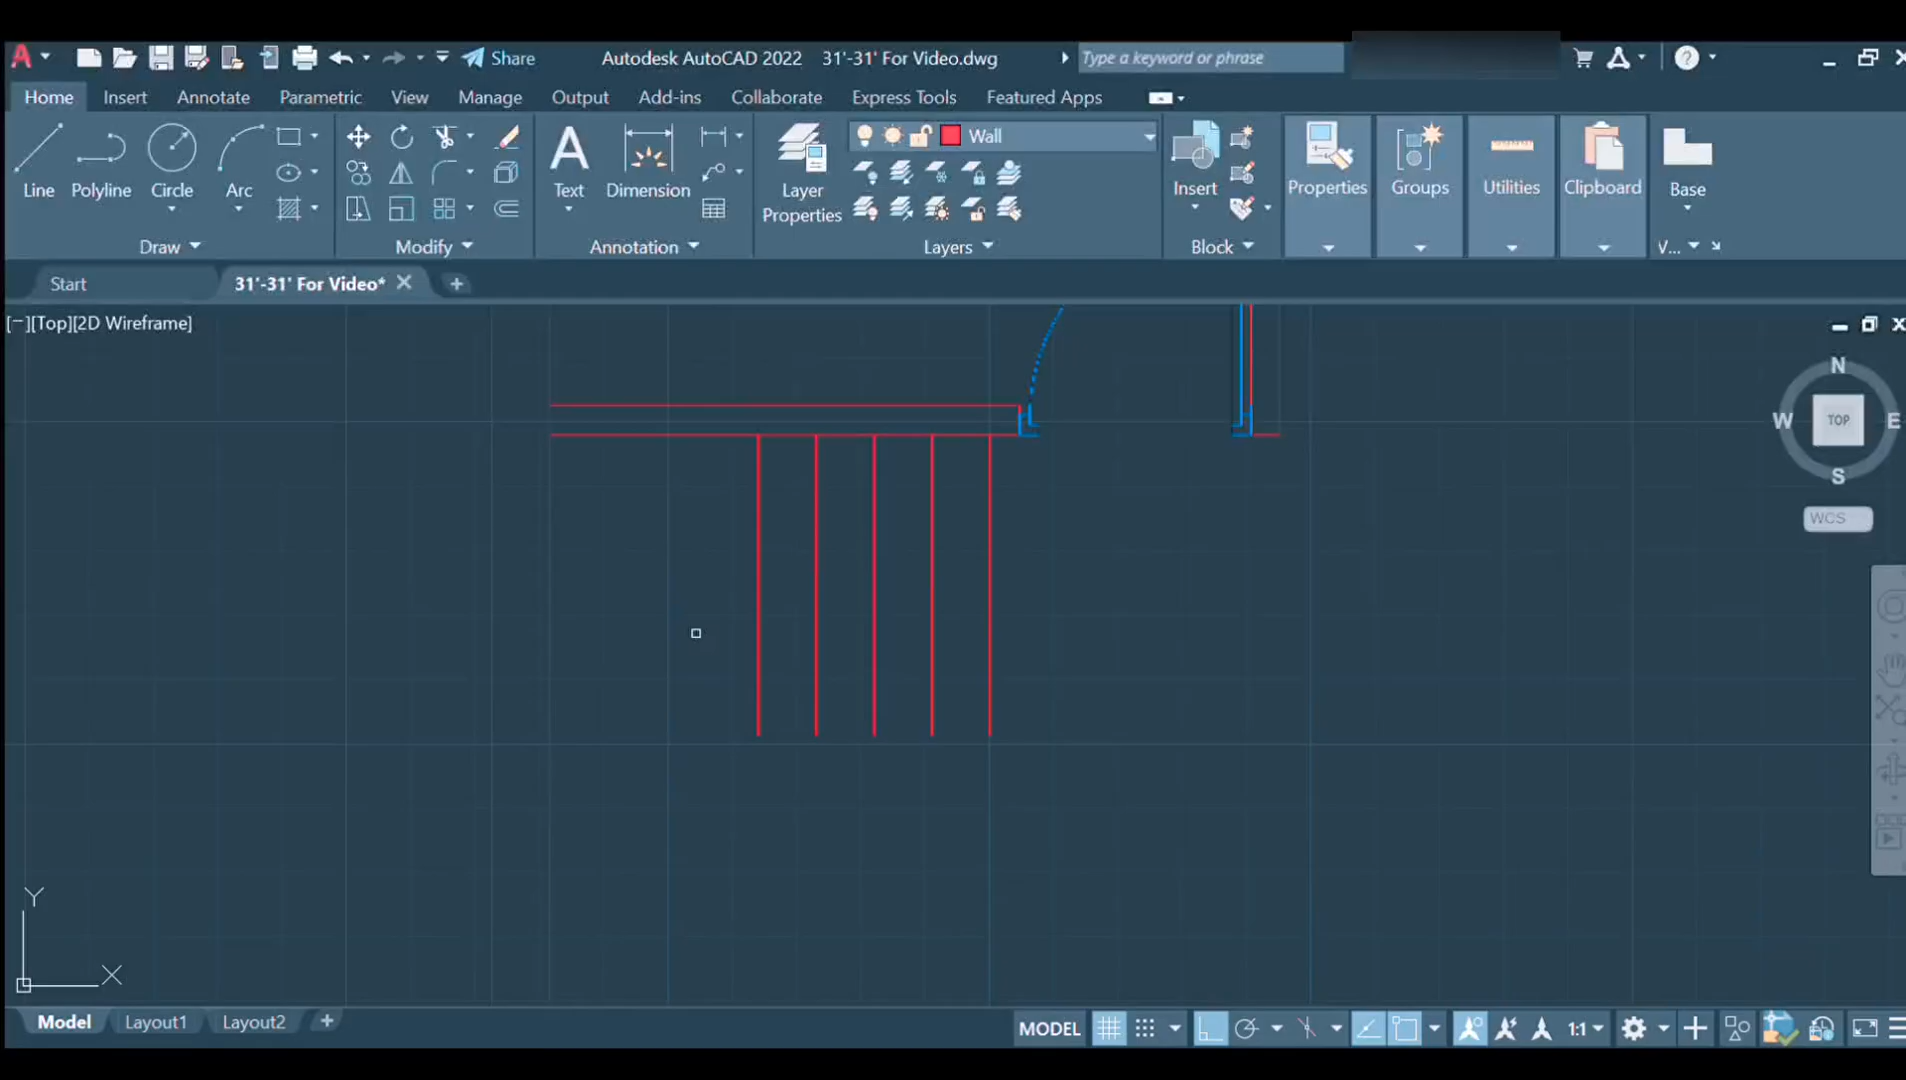 A Share Autodesk AutoCAD 2022 31'-31' For Video.dwg Type a keyword or phrase ?
Home Insert Annotate Parametric View Manage Output Add-ins Collaborate Express Tools Featured Apps
Wall
A
Line Polyline Circle Arc Text Dimension Layer Properties Insert Properties Groups Utilities Clipboard Base
Draw Modify Annotation Layers Block V...
Start 31'-31' For Video*
[−][Top][2D Wireframe]
N
W TOP E
S
WCS
Y
X
Model Layout1 Layout2 MODEL 1:1